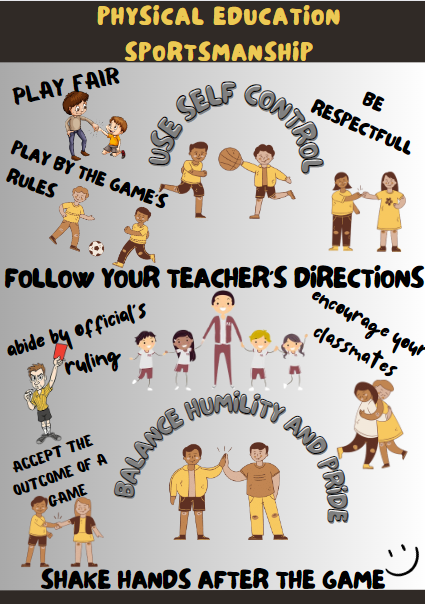 PHYSICAL EDUCATION
SPORTSMANSHIP
PLAY FAIR
USE SELF CONTROL
BE
RESPECTFULL
PLAY BY THE GAME'S
RULES
FOLLOW YOUR TEACHER'S DIRECTIONS
abide by official's
ruling
encourage your
classmates
BALANCE HUMILITY AND PRIDE
ACCEPT THE
OUTCOME OF A
GAME
SHAKE HANDS AFTER THE GAME